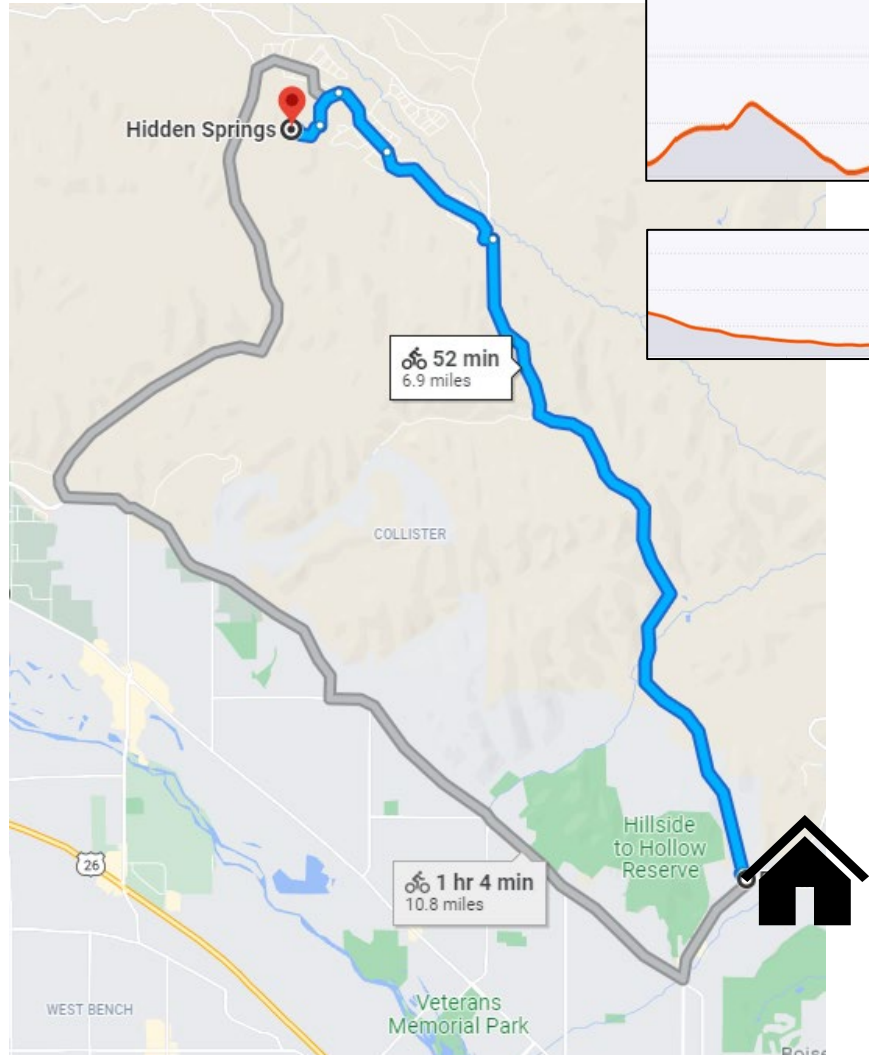 Hidden Springs
52 min
6.9 miles
COLLISTER
Hillside
to Hollow
Reserve
26
1 hr 4 min
10.8 miles
WEST BENCH
Veterans
Memorial Park